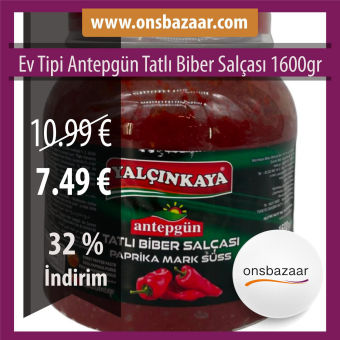 www.onsbazaar.com
Ev Tipi Antepgün Tatlı Biber Salçası 1600gr
10.99 €
7.49 €
32 %
İndirim
YALÇINKAYA
antepgün
TATLI BİBER SALÇASI
PAPRIKA MARK SÜSS
onsbazaar